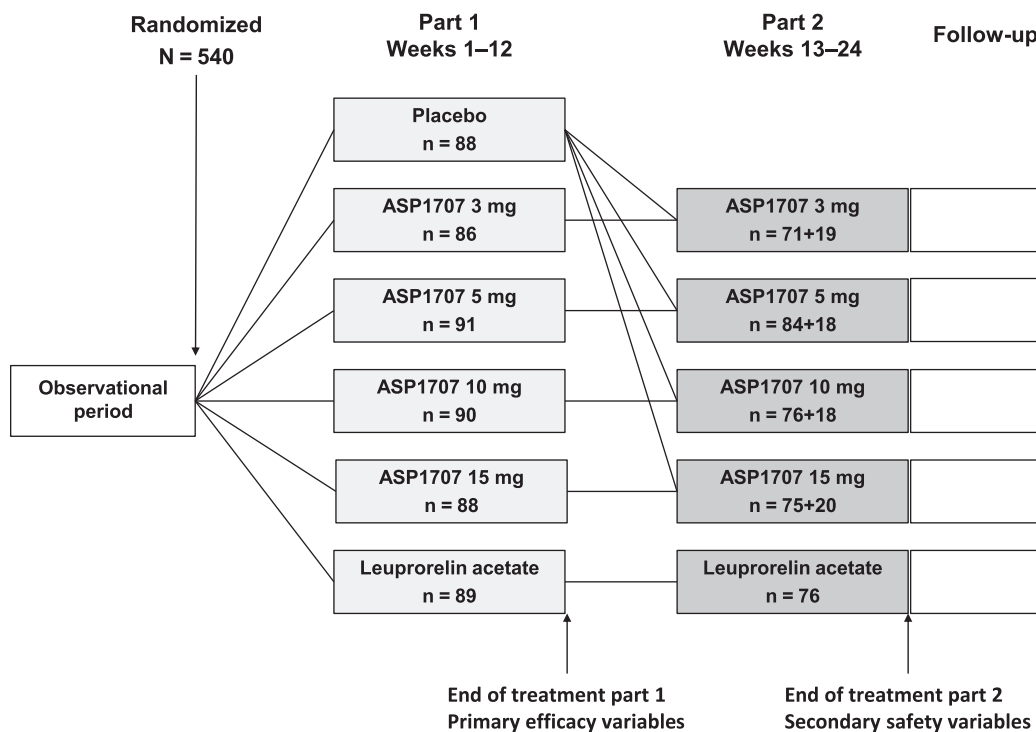 Randomized
N = 540
Part 1
Weeks 1–12
Part 2
Weeks 13–24
Follow-up
Placebo
n = 88
ASP1707 3 mg
n = 86
ASP1707 3 mg
n = 71+19
ASP1707 5 mg
n = 91
ASP1707 5 mg
n = 84+18
Observational
period
ASP1707 10 mg
n = 90
ASP1707 10 mg
n = 76+18
ASP1707 15 mg
n = 88
ASP1707 15 mg
n = 75+20
Leuprorelin acetate
n = 89
Leuprorelin acetate
n = 76
End of treatment part 1
Primary efficacy variables
End of treatment part 2
Secondary safety variables